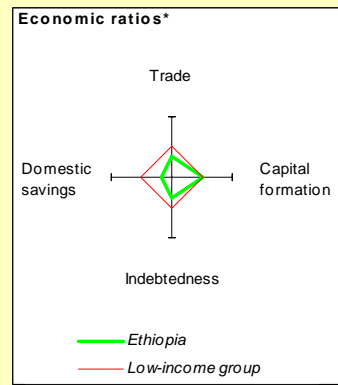 Economic ratios*
Trade
Domestic
savings
Capital
formation
Indebtedness
Ethiopia
Low-income group